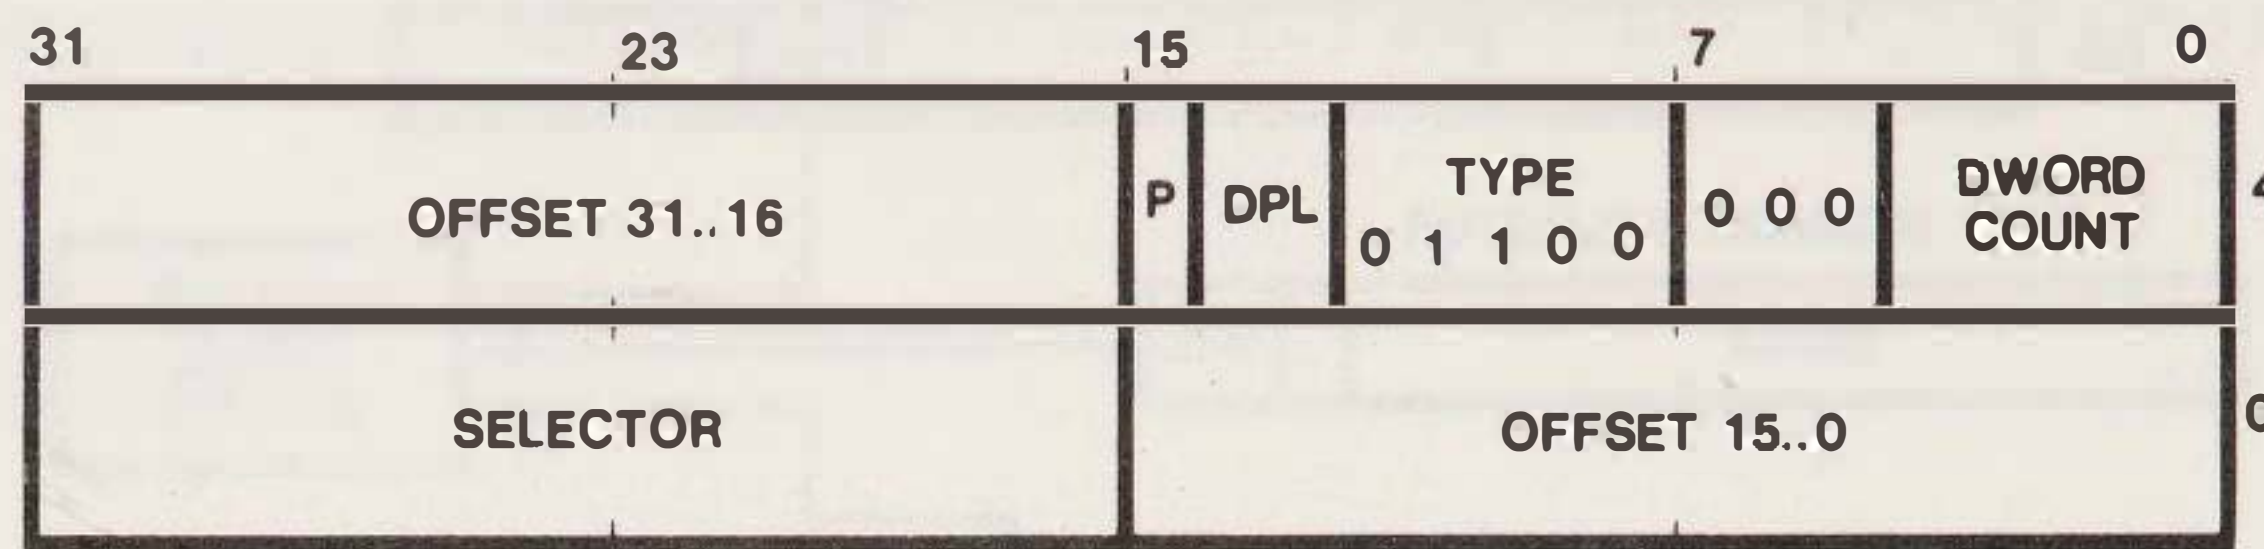 31 23 15 7 0
OFFSET 31..16 P DPL TYPE 0 0 0 DWORD
0 1 1 0 0 COUNT
SELECTOR OFFSET 15..0 0